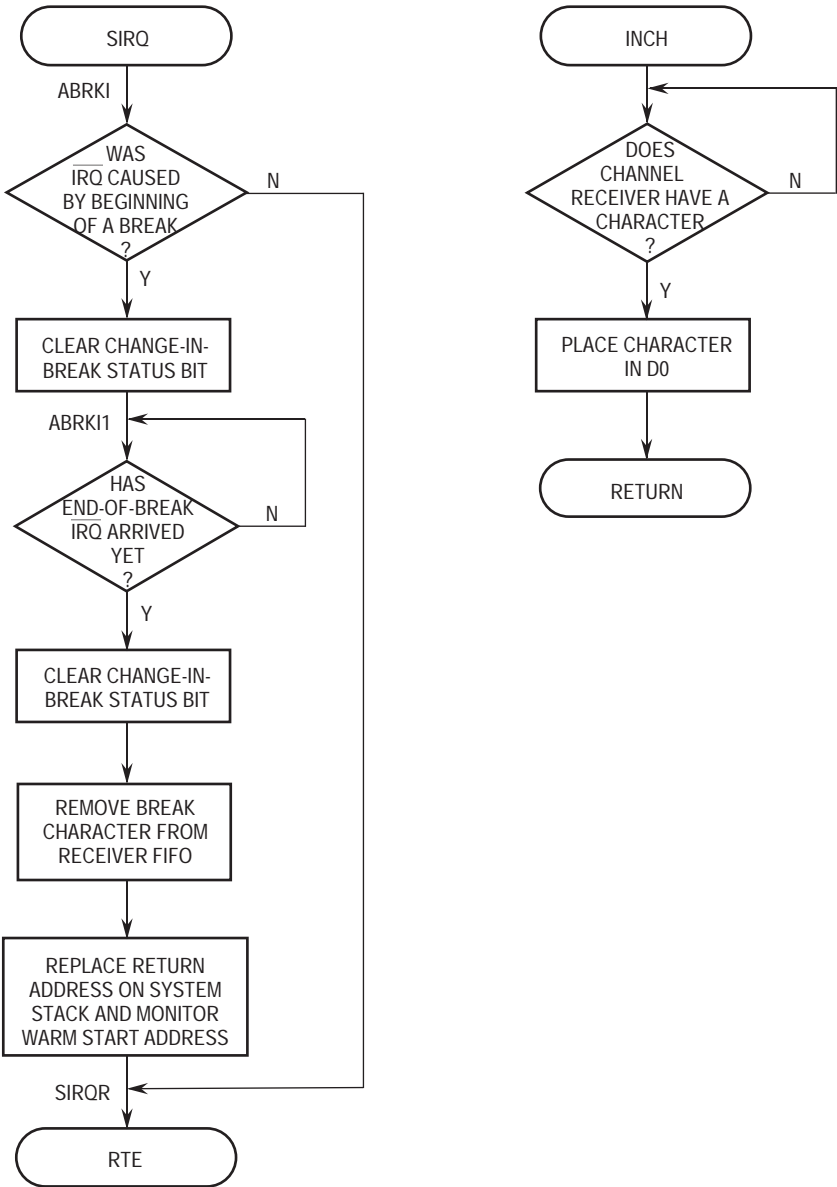 SIRQ
ABRKI
WAS
IRQ CAUSED
BY BEGINNING
OF A BREAK
?
N
Y
CLEAR CHANGE-IN-
BREAK STATUS BIT
ABRKI1
HAS
END-OF-BREAK
IRQ ARRIVED
YET
?
N
Y
CLEAR CHANGE-IN-
BREAK STATUS BIT
REMOVE BREAK
CHARACTER FROM
RECEIVER FIFO
REPLACE RETURN
ADDRESS ON SYSTEM
STACK AND MONITOR
WARM START ADDRESS
SIRQR
RTE
INCH
DOES
CHANNEL
RECEIVER HAVE A
CHARACTER
?
N
Y
PLACE CHARACTER
IN D0
RETURN